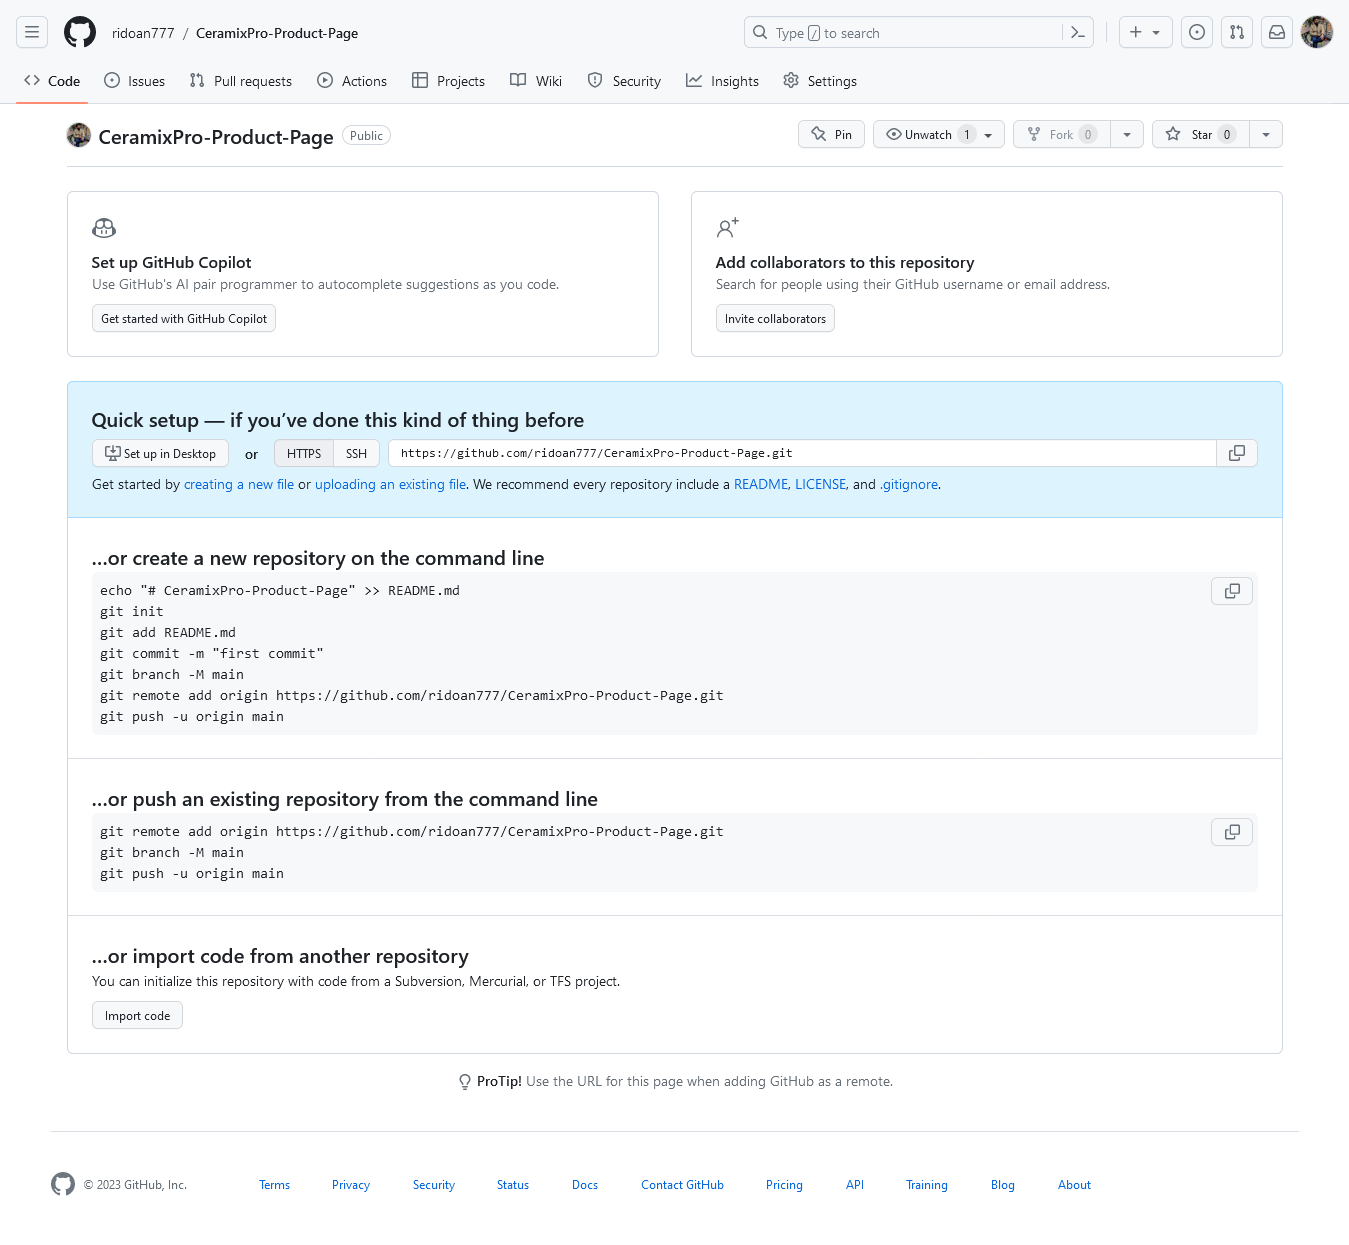 ridoan777 / CeramixPro-Product-Page
Type / to search
Code Issues Pull requests Actions Projects Wiki Security Insights Settings
CeramixPro-Product-Page Public
Pin Unwatch 1 Fork 0 Star 0
Set up GitHub Copilot
Use GitHub's AI pair programmer to autocomplete suggestions as you code.
Get started with GitHub Copilot
Add collaborators to this repository
Search for people using their GitHub username or email address.
Invite collaborators
Quick setup — if you’ve done this kind of thing before
Set up in Desktop or HTTPS SSH https://github.com/ridoan777/CeramixPro-Product-Page.git
Get started by creating a new file or uploading an existing file. We recommend every repository include a README, LICENSE, and .gitignore.
…or create a new repository on the command line
echo "# CeramixPro-Product-Page" >> README.md
git init
git add README.md
git commit -m "first commit"
git branch -M main
git remote add origin https://github.com/ridoan777/CeramixPro-Product-Page.git
git push -u origin main
…or push an existing repository from the command line
git remote add origin https://github.com/ridoan777/CeramixPro-Product-Page.git
git branch -M main
git push -u origin main
…or import code from another repository
You can initialize this repository with code from a Subversion, Mercurial, or TFS project.
Import code
ProTip! Use the URL for this page when adding GitHub as a remote.
© 2023 GitHub, Inc. Terms Privacy Security Status Docs Contact GitHub Pricing API Training Blog About